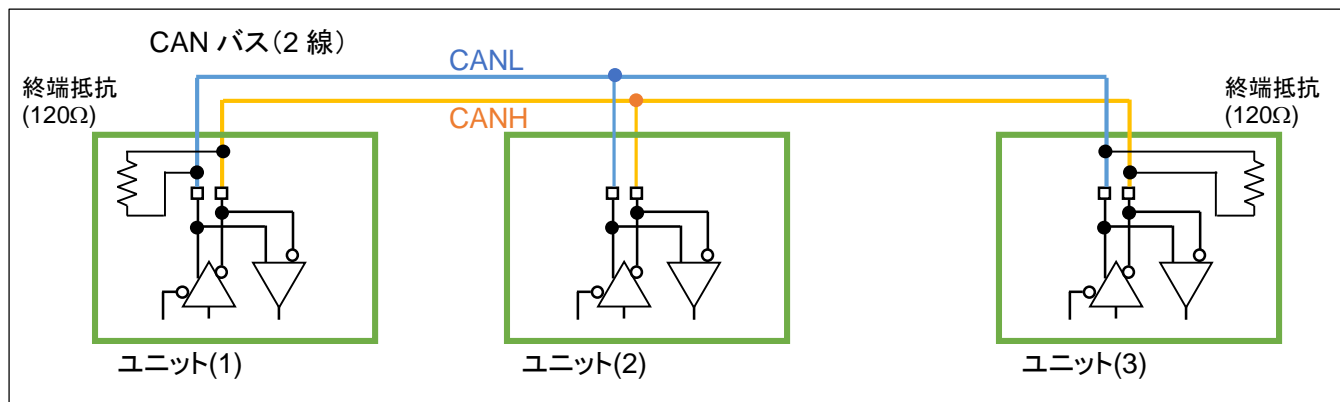 CAN バス(2 線)
CANL
CANH
終端抵抗
(120Ω)
終端抵抗
(120Ω)
ユニット(1)
ユニット(2)
ユニット(3)